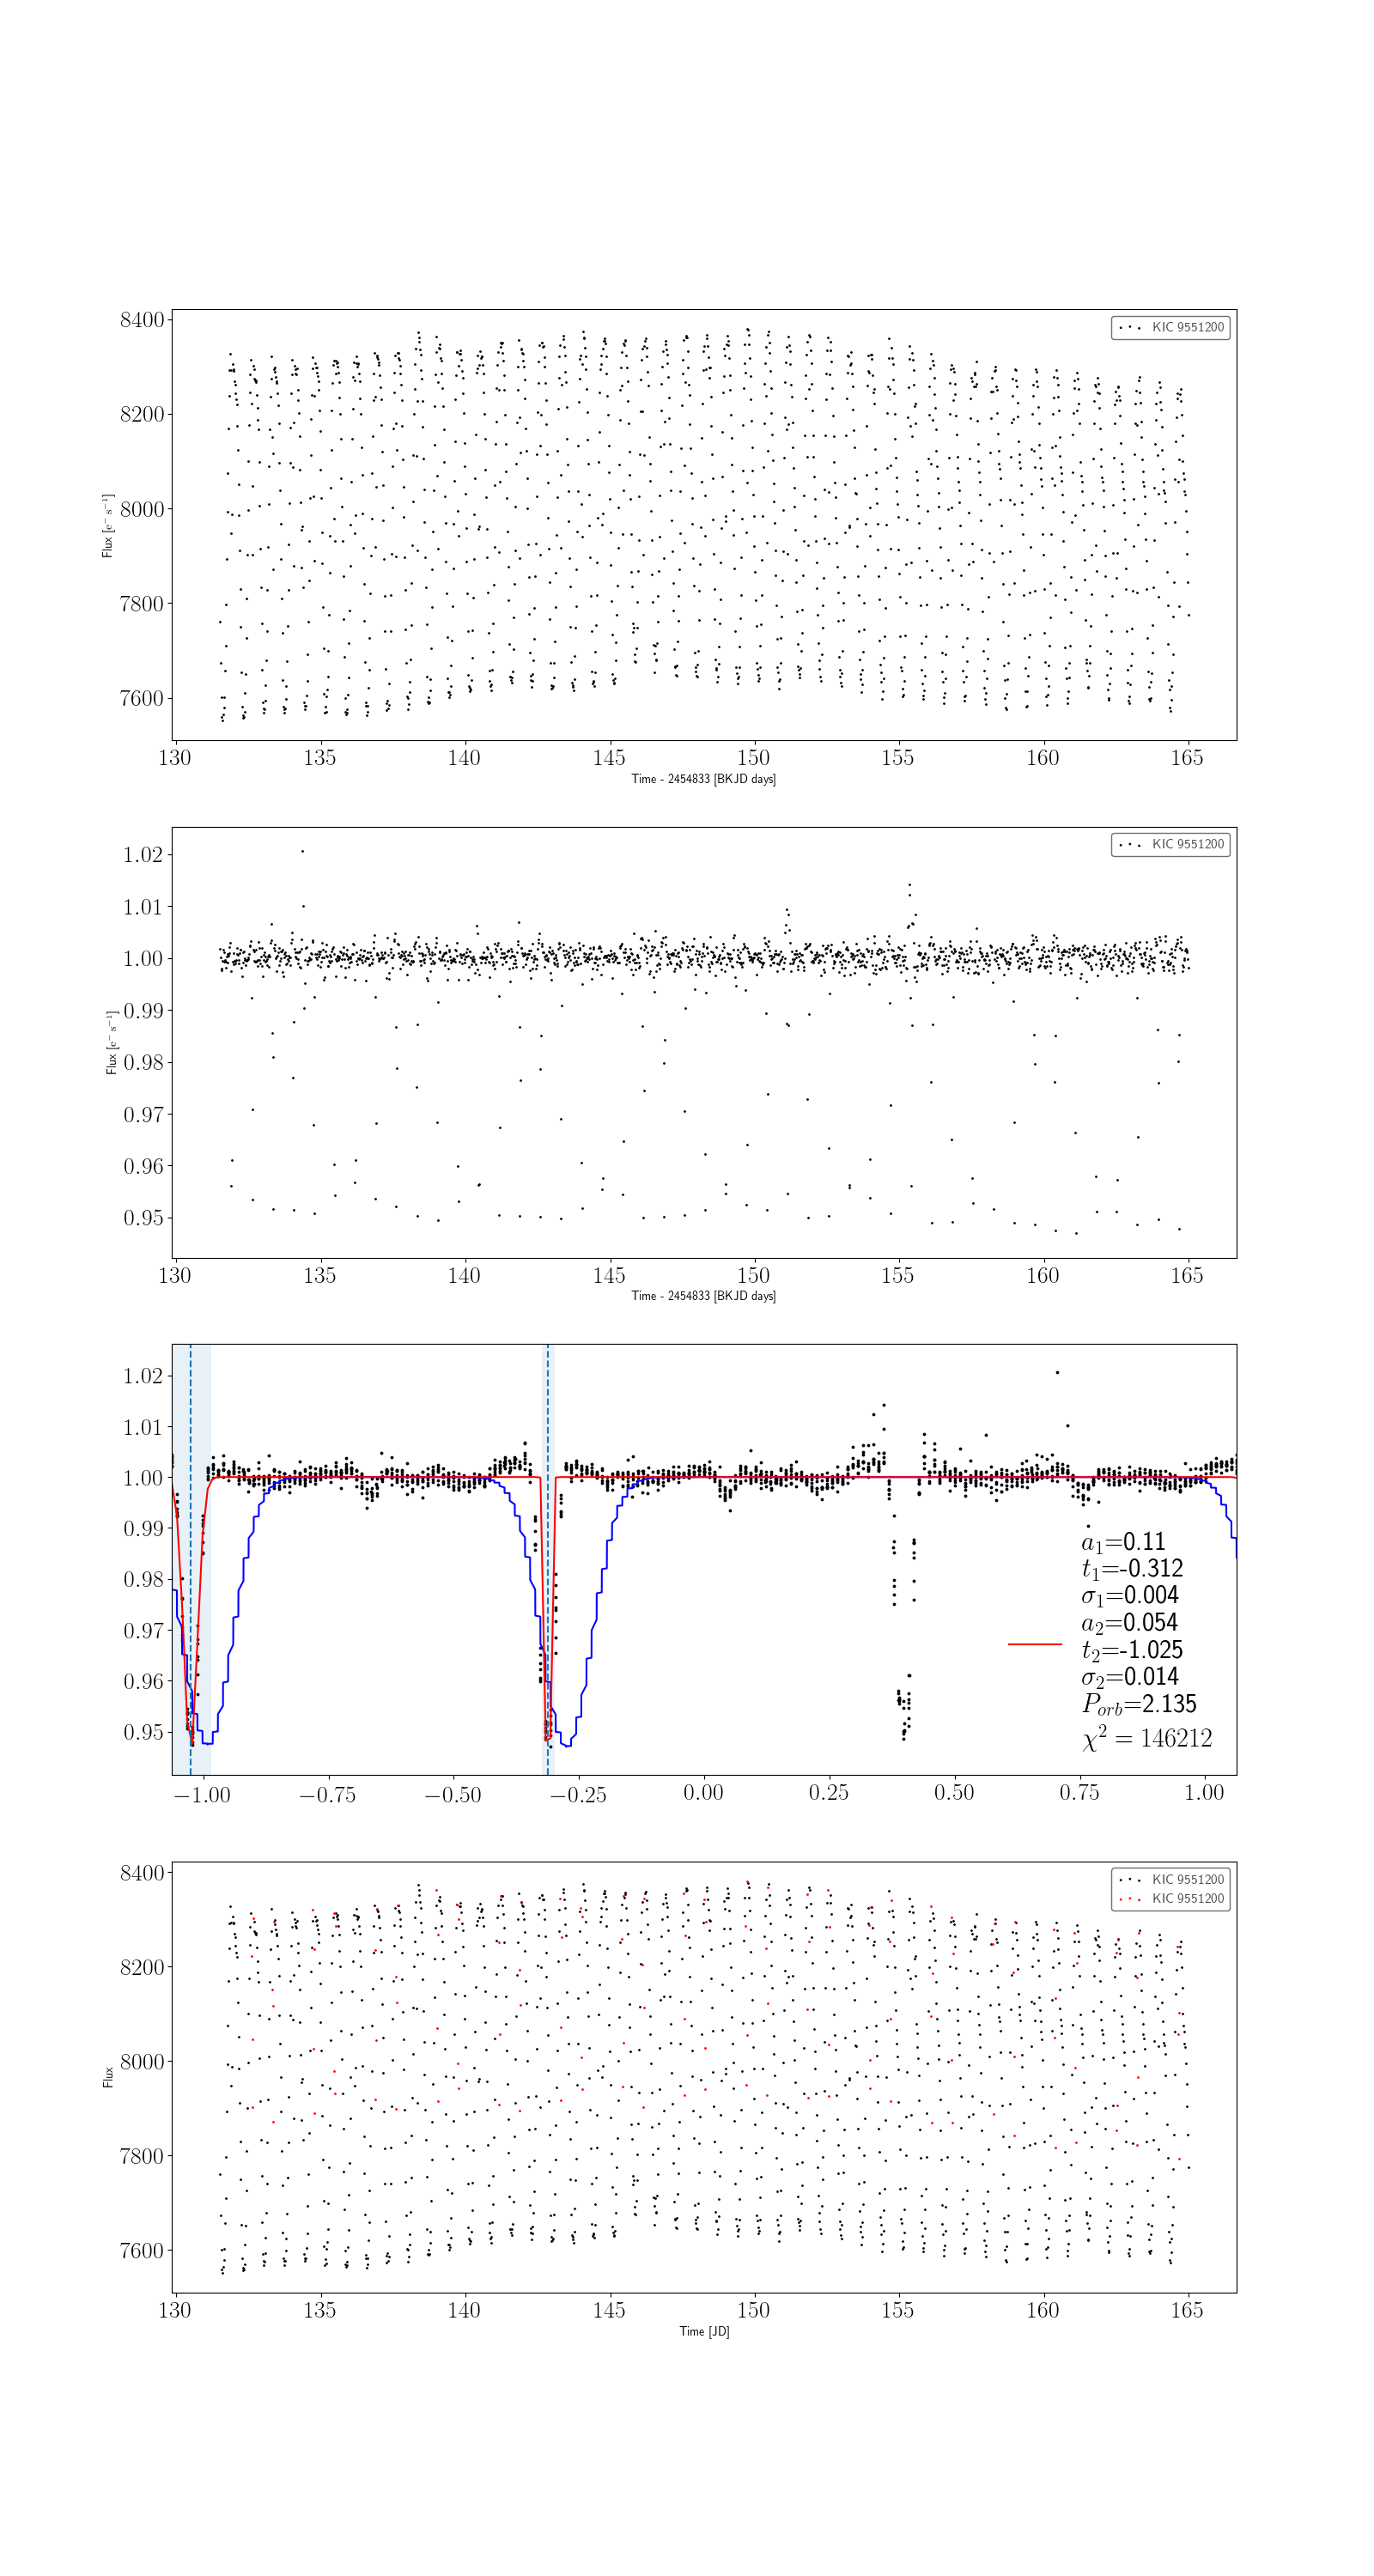 8400
8200
8000
7800
7600
Flux [e⁻ s⁻¹]
KIC 9551200
130 135 140 145 150 155 160 165
Time - 2454833 [BKJD days]
1.02
1.01
1.00
0.99
0.98
0.97
0.96
0.95
Flux [e⁻ s⁻¹]
KIC 9551200
130 135 140 145 150 155 160 165
Time - 2454833 [BKJD days]
1.02
1.01
1.00
0.99
0.98
0.97
0.96
0.95
a₁=0.11
t₁=-0.312
σ₁=0.004
a₂=0.054
t₂=-1.025
σ₂=0.014
P_orb=2.135
χ² = 146212
−1.00 −0.75 −0.50 −0.25 0.00 0.25 0.50 0.75 1.00
8400
8200
8000
7800
7600
Flux
KIC 9551200
KIC 9551200
130 135 140 145 150 155 160 165
Time [JD]